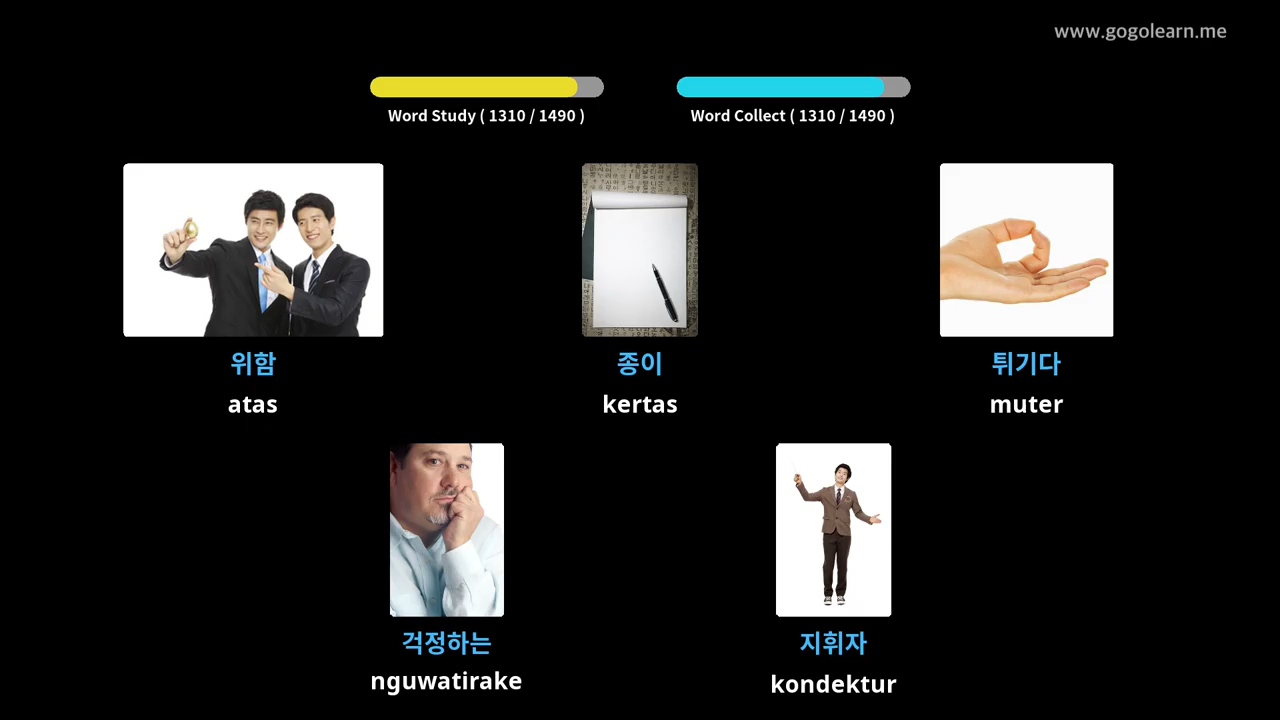 www.gogolearn.me
Word Study ( 1310 / 1490 )
Word Collect ( 1310 / 1490 )
위함
종이
튀기다
atas
kertas
muter
걱정하는
지휘자
nguwatirake
kondektur